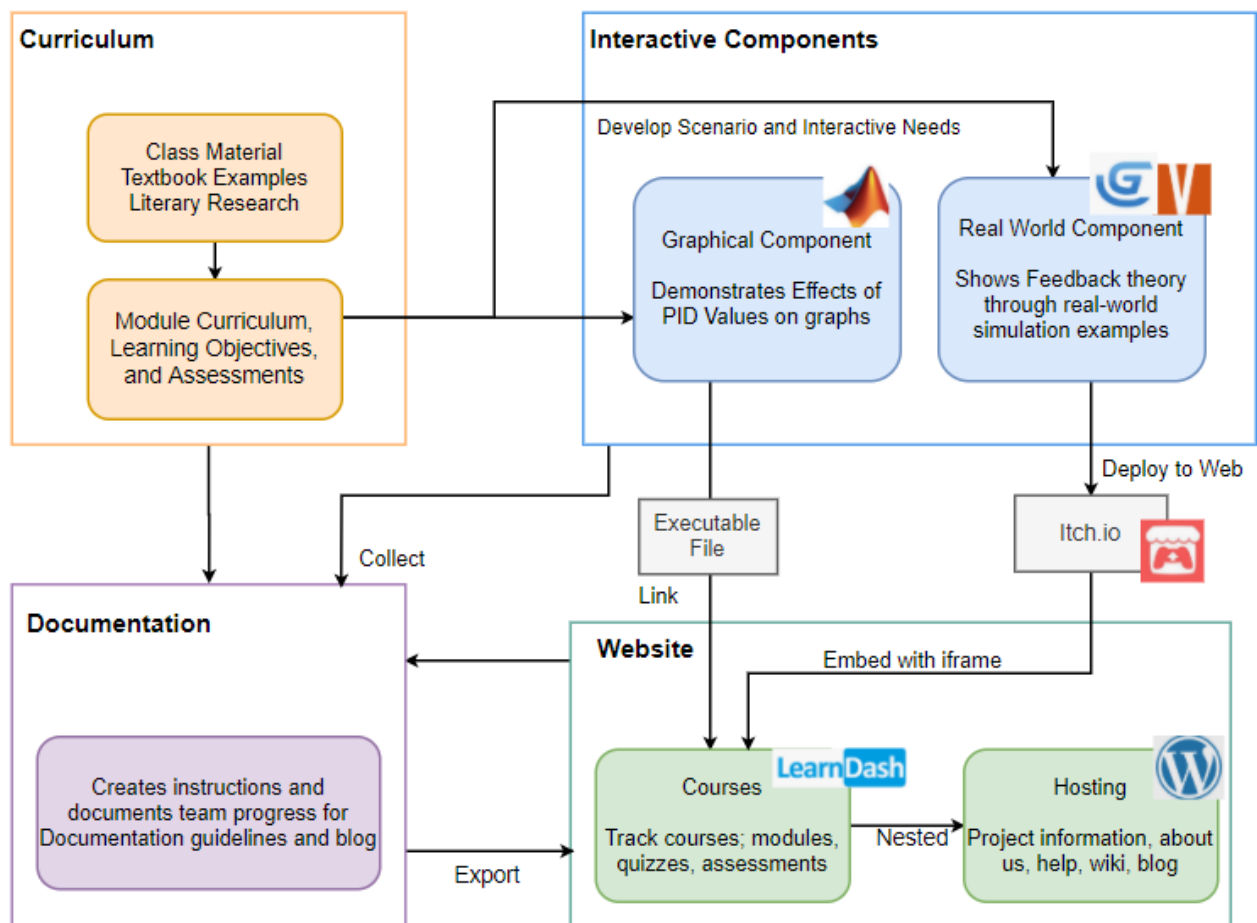 Curriculum
Class Material
Textbook Examples
Literary Research
Module Curriculum,
Learning Objectives,
and Assessments
Interactive Components
Develop Scenario and Interactive Needs
Graphical Component
Demonstrates Effects of
PID Values on graphs
G V
Real World Component
Shows Feedback theory
through real-world
simulation examples
Collect
Executable
File
Link
Deploy to Web
Itch.io
Embed with iframe
Documentation
Creates instructions and
documents team progress for
Documentation guidelines and blog
Export
Website
LearnDash
Courses
Track courses; modules,
quizzes, assessments
Nested
W
Hosting
Project information, about
us, help, wiki, blog